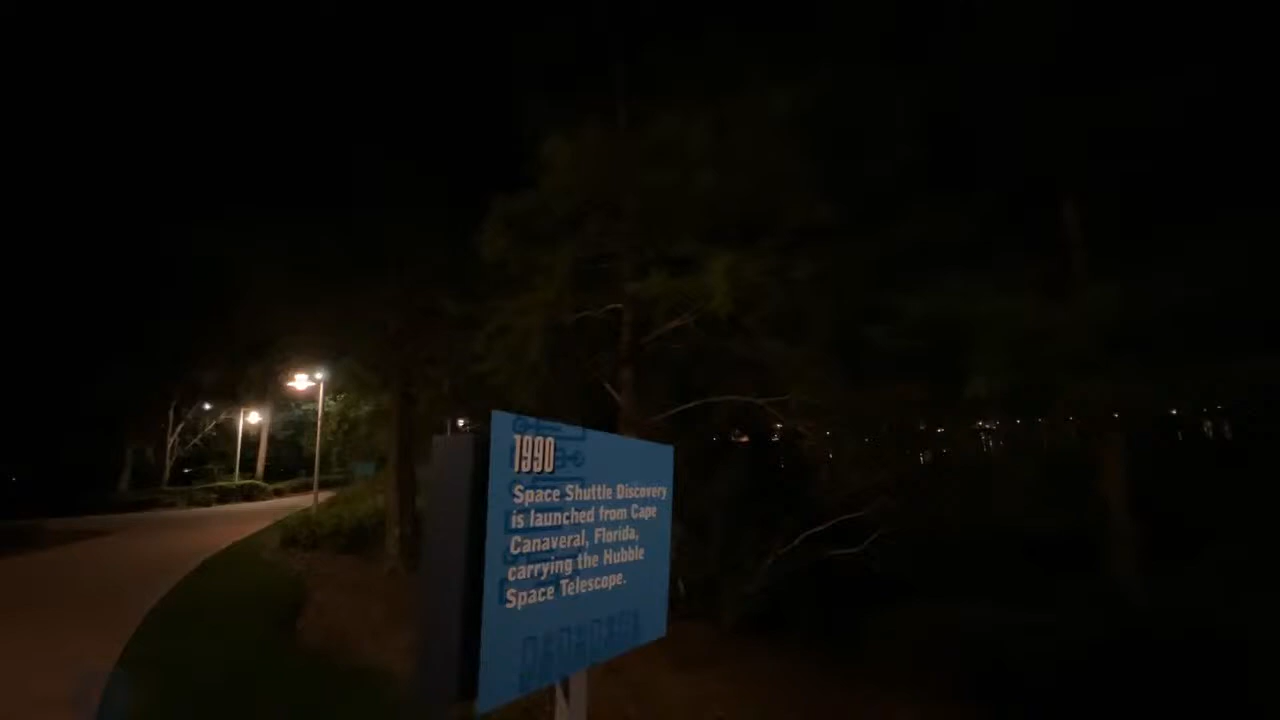 1990
Space Shuttle Discovery
is launched from Cape
Canaveral, Florida,
carrying the Hubble
Space Telescope.